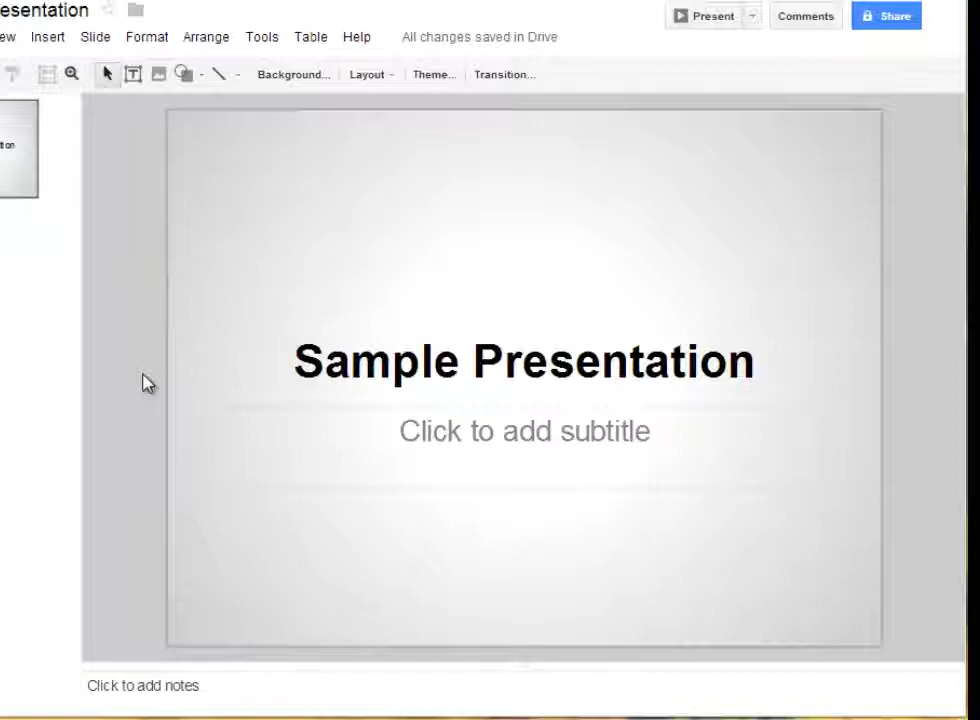 esentation
Present
Comments
Share
ew Insert Slide Format Arrange Tools Table Help All changes saved in Drive
Background... Layout Theme... Transition...
Sample Presentation
Click to add subtitle
Click to add notes